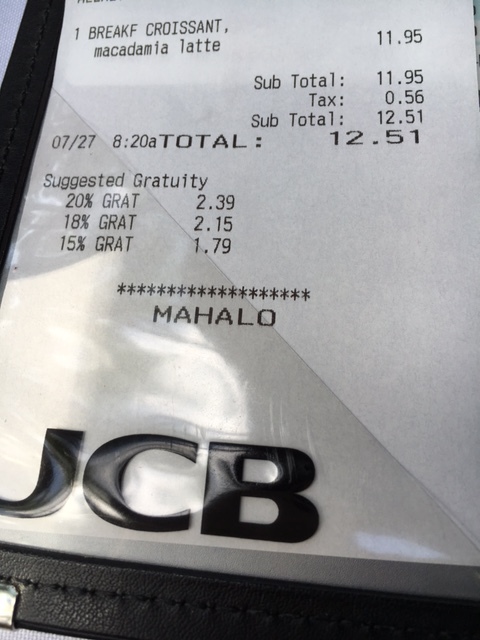 1 BREAKF CROISSANT, 11.95
macadamia latte
Sub Total: 11.95
Tax: 0.56
Sub Total: 12.51
07/27 8:20aTOTAL: 12.51
Suggested Gratuity
20% GRAT 2.39
18% GRAT 2.15
15% GRAT 1.79
*******************
MAHALO
JCB